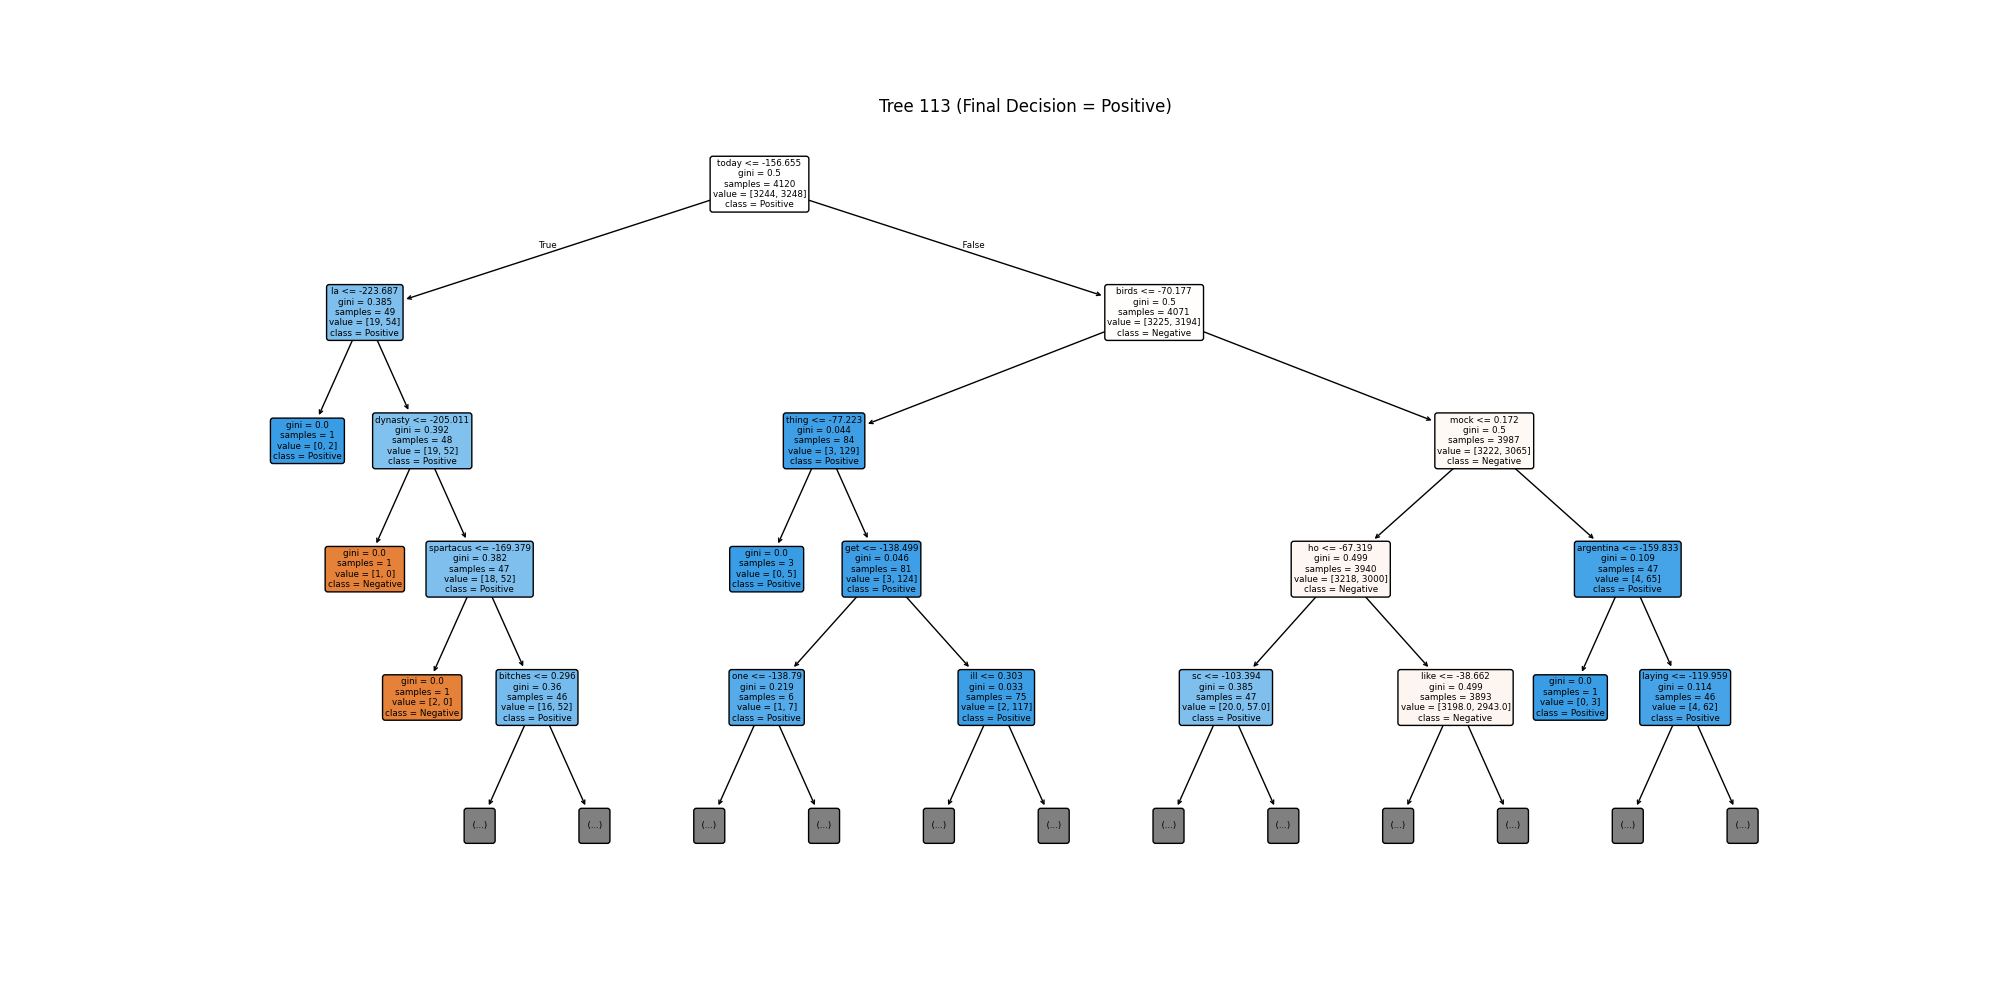 Tree 113 (Final Decision = Positive)
today <= -156.655
gini = 0.5
samples = 4120
value = [3244, 3248]
class = Positive
True
False
la <= -223.687
gini = 0.385
samples = 49
value = [19, 54]
class = Positive
birds <= -70.177
gini = 0.5
samples = 4071
value = [3225, 3194]
class = Negative
gini = 0.0
samples = 1
value = [0, 2]
class = Positive
dynasty <= -205.011
gini = 0.392
samples = 48
value = [19, 52]
class = Positive
thing <= -77.223
gini = 0.044
samples = 84
value = [3, 129]
class = Positive
mock <= 0.172
gini = 0.5
samples = 3987
value = [3222, 3065]
class = Negative
gini = 0.0
samples = 1
value = [1, 0]
class = Negative
spartacus <= -169.379
gini = 0.382
samples = 47
value = [18, 52]
class = Positive
gini = 0.0
samples = 3
value = [0, 5]
class = Positive
get <= -138.499
gini = 0.046
samples = 81
value = [3, 124]
class = Positive
ho <= -67.319
gini = 0.499
samples = 3940
value = [3218, 3000]
class = Negative
argentina <= -159.833
gini = 0.109
samples = 47
value = [4, 65]
class = Positive
gini = 0.0
samples = 1
value = [2, 0]
class = Negative
bitches <= 0.296
gini = 0.36
samples = 46
value = [16, 52]
class = Positive
one <= -138.79
gini = 0.219
samples = 6
value = [1, 7]
class = Positive
ill <= 0.303
gini = 0.033
samples = 75
value = [2, 117]
class = Positive
sc <= -103.394
gini = 0.385
samples = 47
value = [20.0, 57.0]
class = Positive
like <= -38.662
gini = 0.499
samples = 3893
value = [3198.0, 2943.0]
class = Negative
gini = 0.0
samples = 1
value = [0, 3]
class = Positive
laying <= -119.959
gini = 0.114
samples = 46
value = [4, 62]
class = Positive
(...)
(...)
(...)
(...)
(...)
(...)
(...)
(...)
(...)
(...)
(...)
(...)